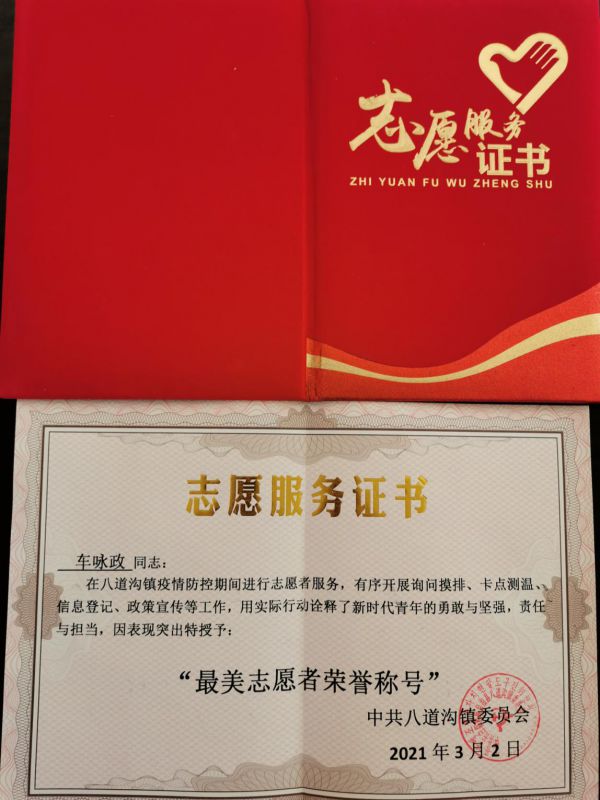 志愿服务
证书
ZHI YUAN FU WU ZHENG SHU
志愿服务证书
车咏政 同志：
在八道沟镇疫情防控期间进行志愿者服务，有序开展询问摸排、卡点测温、
信息登记、政策宣传等工作，用实际行动诠释了新时代青年的勇敢与坚强，责任
与担当，因表现突出特授予：
“最美志愿者荣誉称号”
中共八道沟镇委员会
2021 年 3 月 2 日